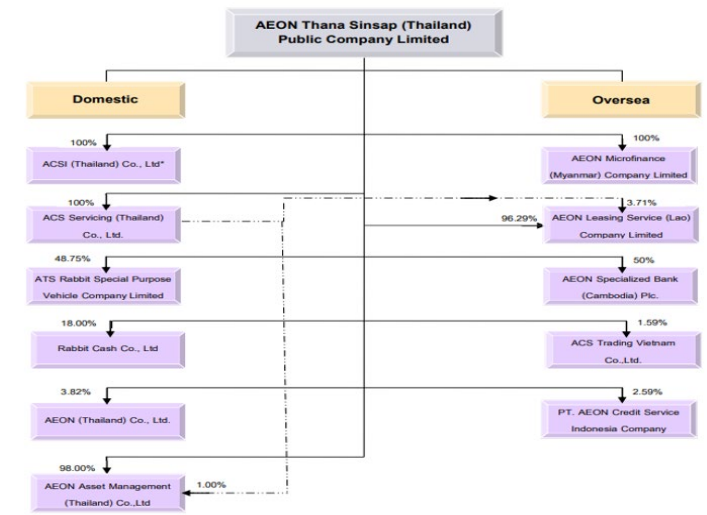 AEON Thana Sinsap (Thailand)
Public Company Limited
Domestic
Oversea
100%
100%
ACSI (Thailand) Co., Ltd*
AEON Microfinance
(Myanmar) Company Limited
100%
3.71%
ACS Servicing (Thailand)
Co., Ltd.
96.29%
AEON Leasing Service (Lao)
Company Limited
48.75%
50%
ATS Rabbit Special Purpose
Vehicle Company Limited
AEON Specialized Bank
(Cambodia) Plc.
18.00%
1.59%
Rabbit Cash Co., Ltd
ACS Trading Vietnam
Co.,Ltd.
3.82%
2.59%
AEON (Thailand) Co., Ltd.
PT. AEON Credit Service
Indonesia Company
98.00%
1.00%
AEON Asset Management
(Thailand) Co.,Ltd